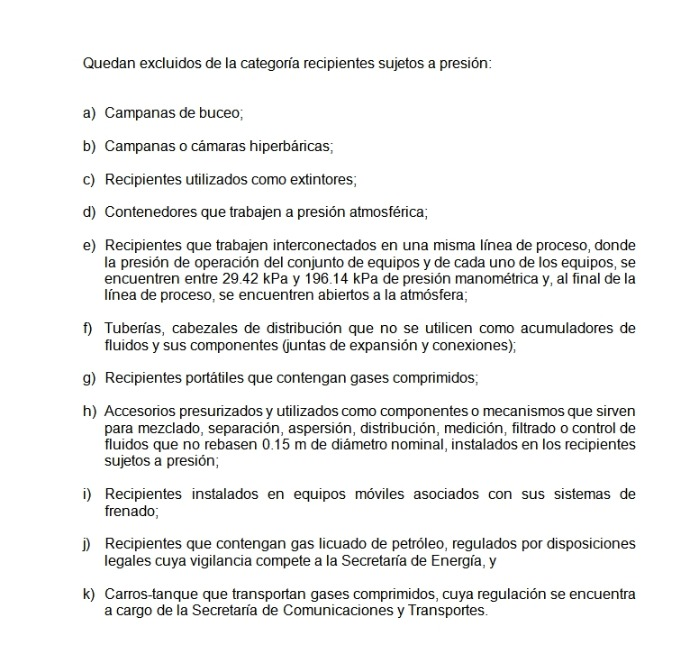 Quedan excluidos de la categoría recipientes sujetos a presión:
a) Campanas de buceo;
b) Campanas o cámaras hiperbáricas;
c) Recipientes utilizados como extintores;
d) Contenedores que trabajen a presión atmosférica;
e) Recipientes que trabajen interconectados en una misma línea de proceso, donde
la presión de operación del conjunto de equipos y de cada uno de los equipos, se
encuentren entre 29.42 kPa y 196.14 kPa de presión manométrica y, al final de la
línea de proceso, se encuentren abiertos a la atmósfera;
f) Tuberías, cabezales de distribución que no se utilicen como acumuladores de
fluidos y sus componentes (juntas de expansión y conexiones);
g) Recipientes portátiles que contengan gases comprimidos;
h) Accesorios presurizados y utilizados como componentes o mecanismos que sirven
para mezclado, separación, aspersión, distribución, medición, filtrado o control de
fluidos que no rebasen 0.15 m de diámetro nominal, instalados en los recipientes
sujetos a presión;
i) Recipientes instalados en equipos móviles asociados con sus sistemas de
frenado;
j) Recipientes que contengan gas licuado de petróleo, regulados por disposiciones
legales cuya vigilancia compete a la Secretaría de Energía, y
k) Carros-tanque que transportan gases comprimidos, cuya regulación se encuentra
a cargo de la Secretaría de Comunicaciones y Transportes.